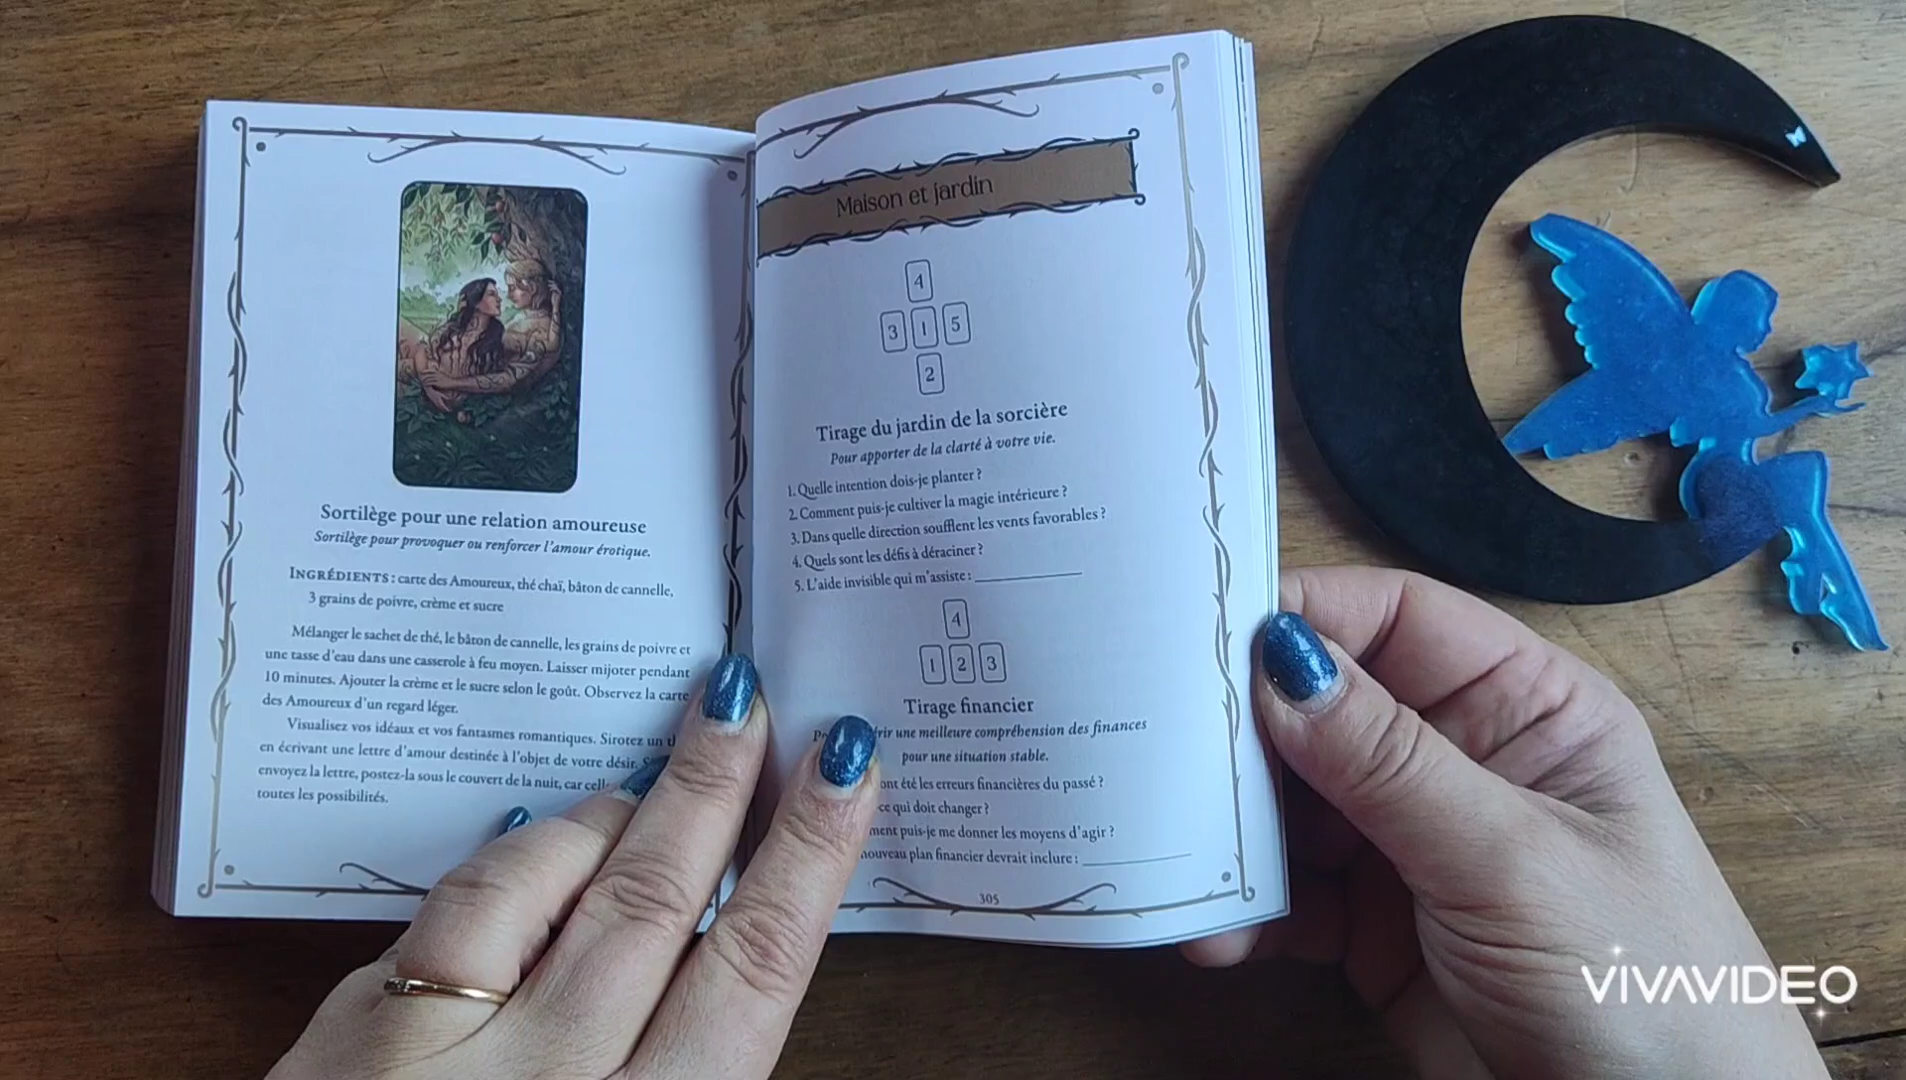 Sortilège pour une relation amoureuse
Sortilège pour provoquer ou renforcer l'amour érotique.
INGRÉDIENTS : carte des Amoureux, thé chaï, bâton de cannelle,
3 grains de poivre, crème et sucre
Mélanger le sachet de thé, le bâton de cannelle, les grains de poivre et
une tasse d'eau dans une casserole à feu moyen. Laisser mijoter pendant
10 minutes. Ajouter la crème et le sucre selon le goût. Observez la carte
des Amoureux d'un regard léger.
Visualisez vos idéaux et vos fantasmes romantiques. Sirotez un
en écrivant une lettre d'amour destinée à l'objet de votre désir.
envoyez la lettre, postez-la sous le couvert de la nuit, car
toutes les possibilités.
Maison et jardin
4
3 1 5
2
Tirage du jardin de la sorcière
Pour apporter de la clarté à votre vie.
1. Quelle intention dois-je planter ?
2. Comment puis-je cultiver la magie intérieure ?
3. Dans quelle direction soufflent les vents favorables ?
4. Quels sont les défis à déraciner ?
5. L'aide invisible qui m'assiste : ____________
4
1 2 3
Tirage financier
une meilleure compréhension des finances
pour une situation stable.
ont été les erreurs financières du passé ?
ce qui doit changer ?
puis-je me donner les moyens d'agir ?
nouveau plan financier devrait inclure : ____________
305
VIVAVIDEO